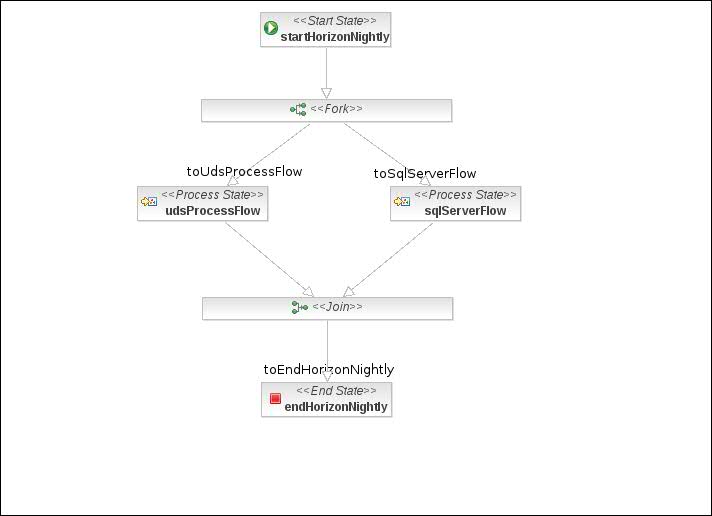 <<Start State>>
startHorizonNightly
<<Fork>>
toUdsProcessFlow
toSqlServerFlow
<<Process State>>
udsProcessFlow
<<Process State>>
sqlServerFlow
<<Join>>
toEndHorizonNightly
<<End State>>
endHorizonNightly